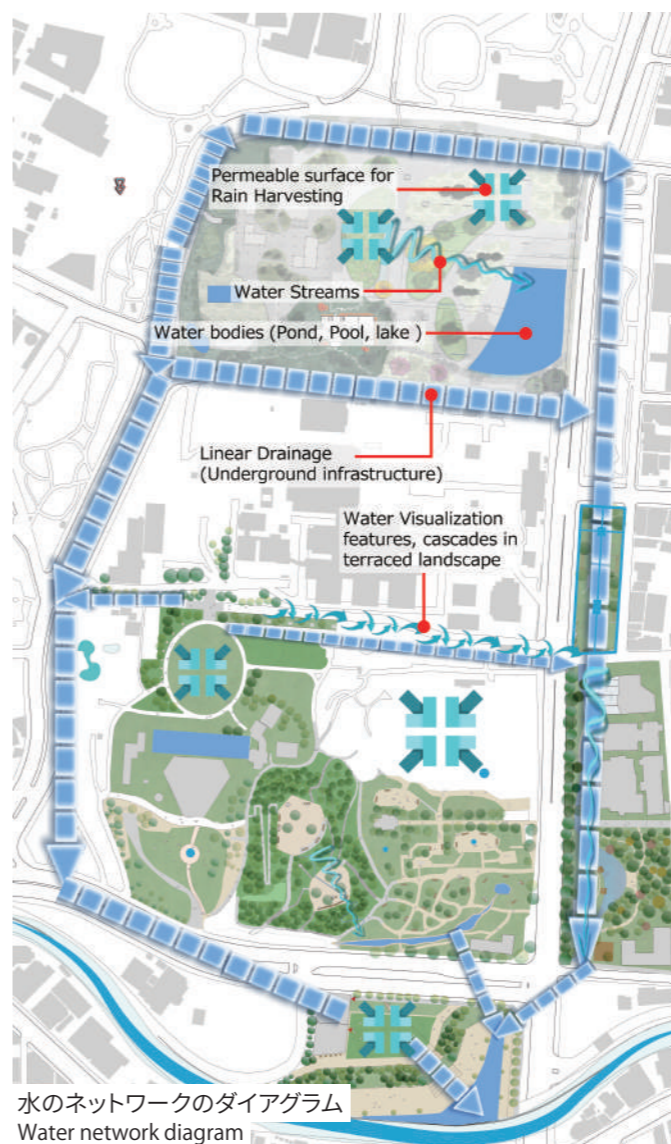 Permeable surface for
Rain Harvesting
Water Streams
Water bodies (Pond, Pool, lake )
Linear Drainage
(Underground infrastructure)
Water Visualization
features, cascades in
terraced landscape
水のネットワークのダイアグラム
Water network diagram